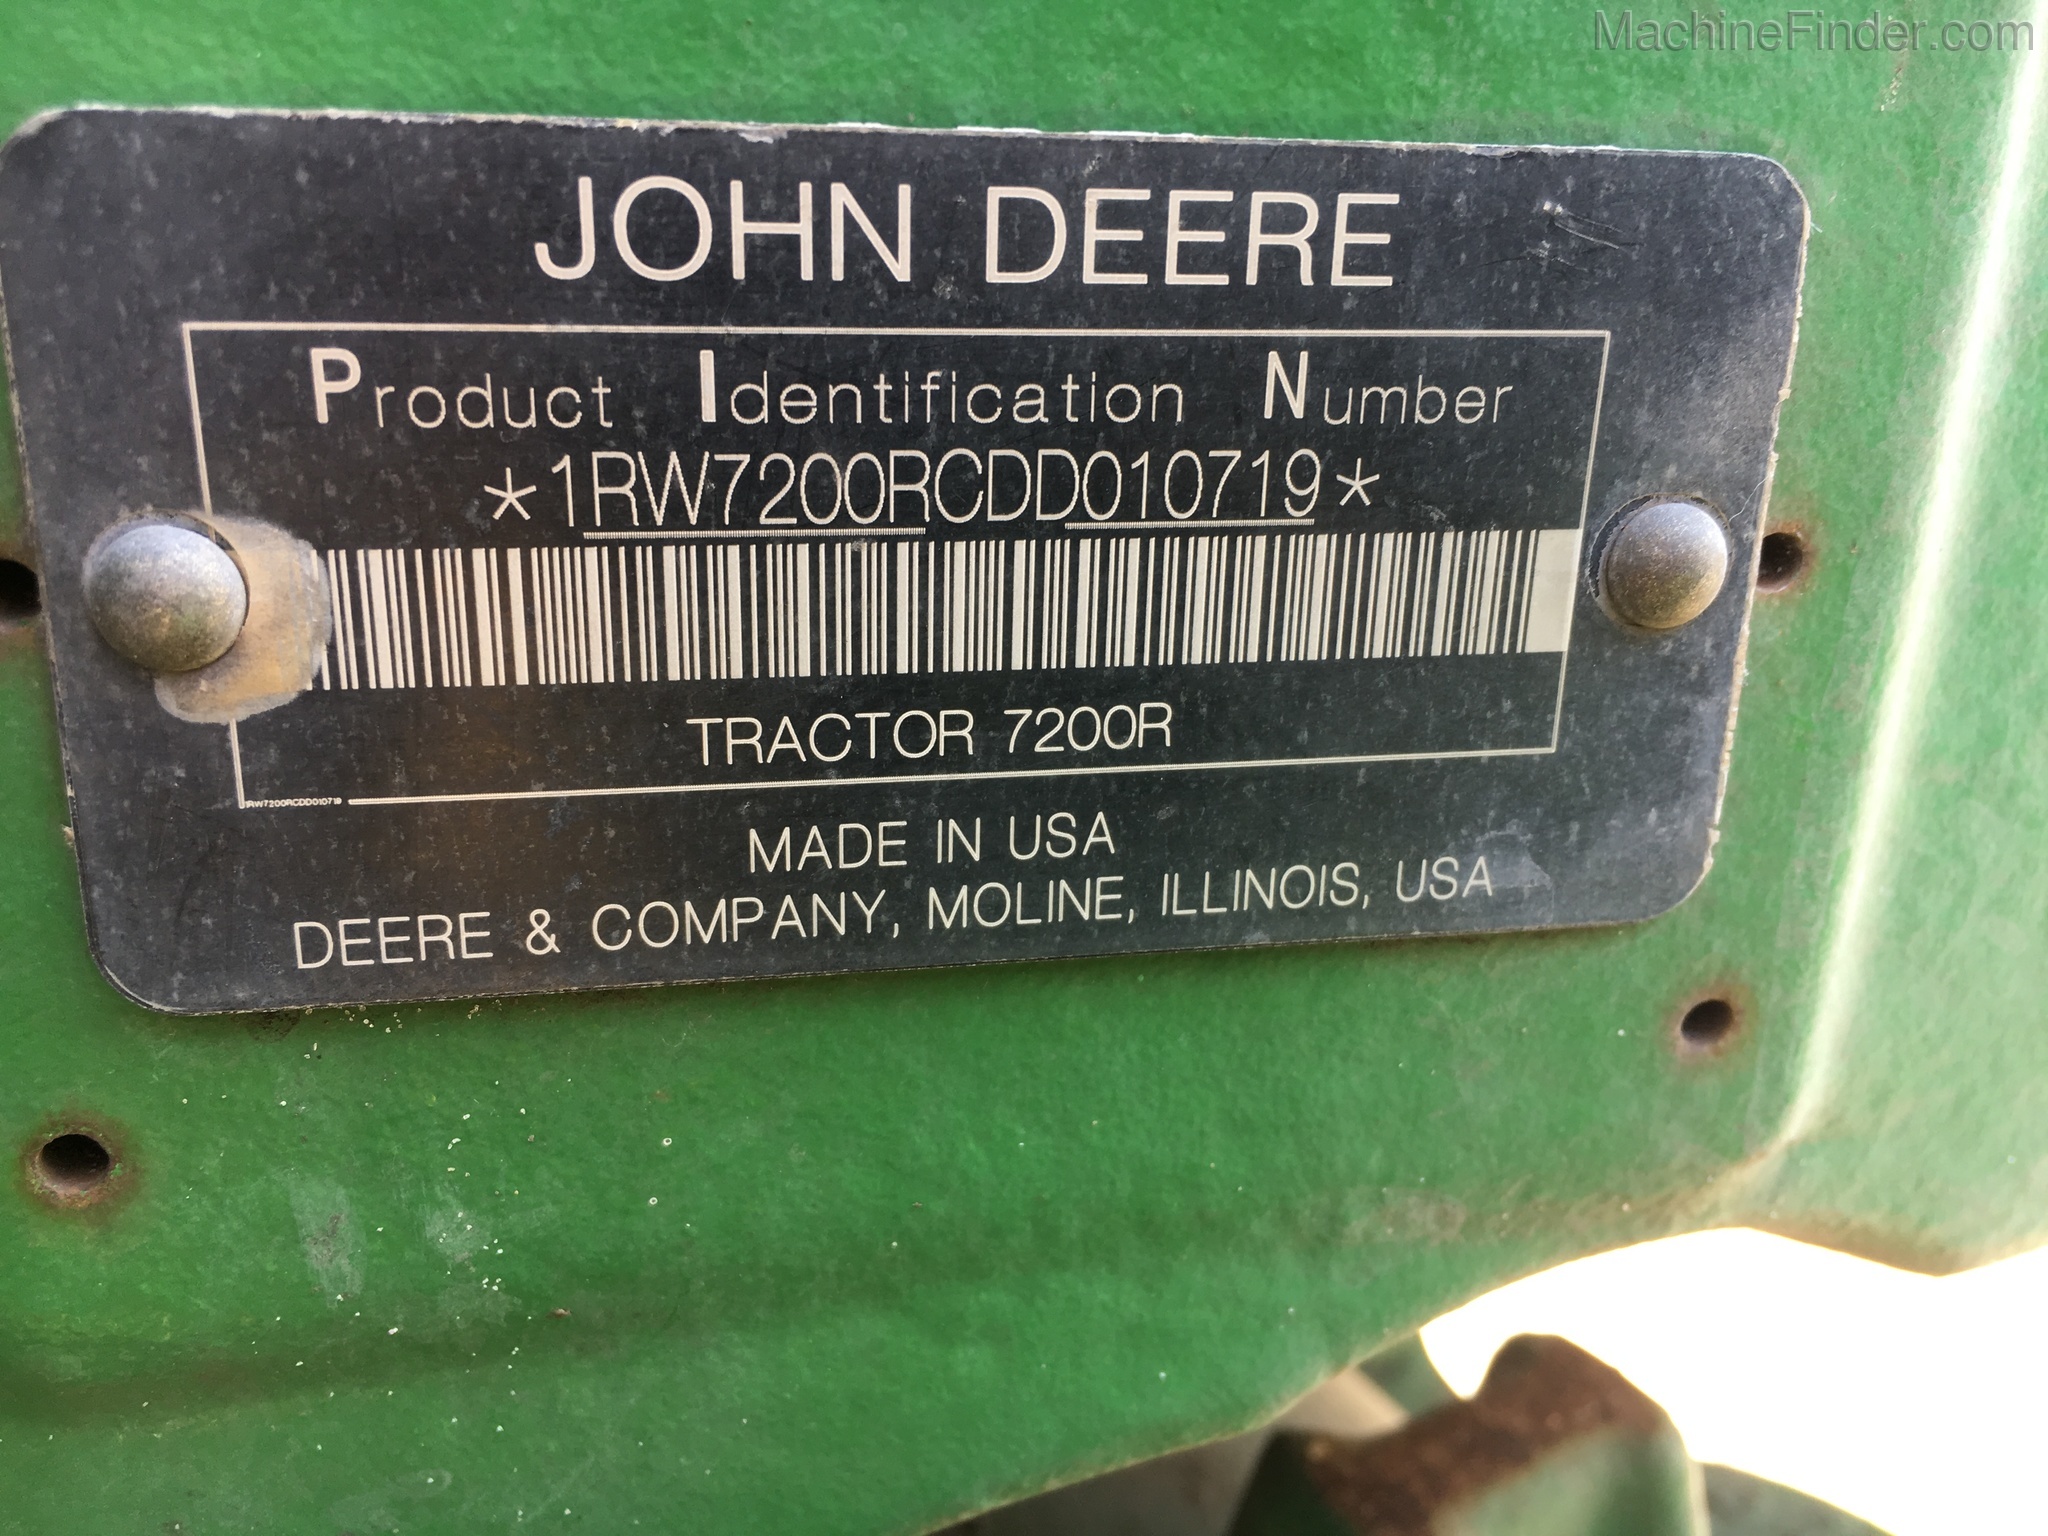 MachineFinder.com
JOHN DEERE
Product Identification Number
*1RW7200RCDD010719*
TRACTOR 7200R
1RW7200RCDD010719
MADE IN USA
DEERE & COMPANY, MOLINE, ILLINOIS, USA